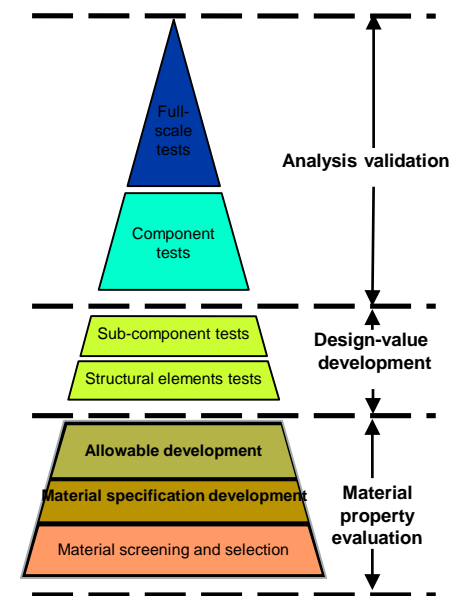 Full-
scale
tests
Analysis validation
Component
tests
Sub-component tests
Design-value
development
Structural elements tests
Allowable development
Material specification development
Material
property
evaluation
Material screening and selection